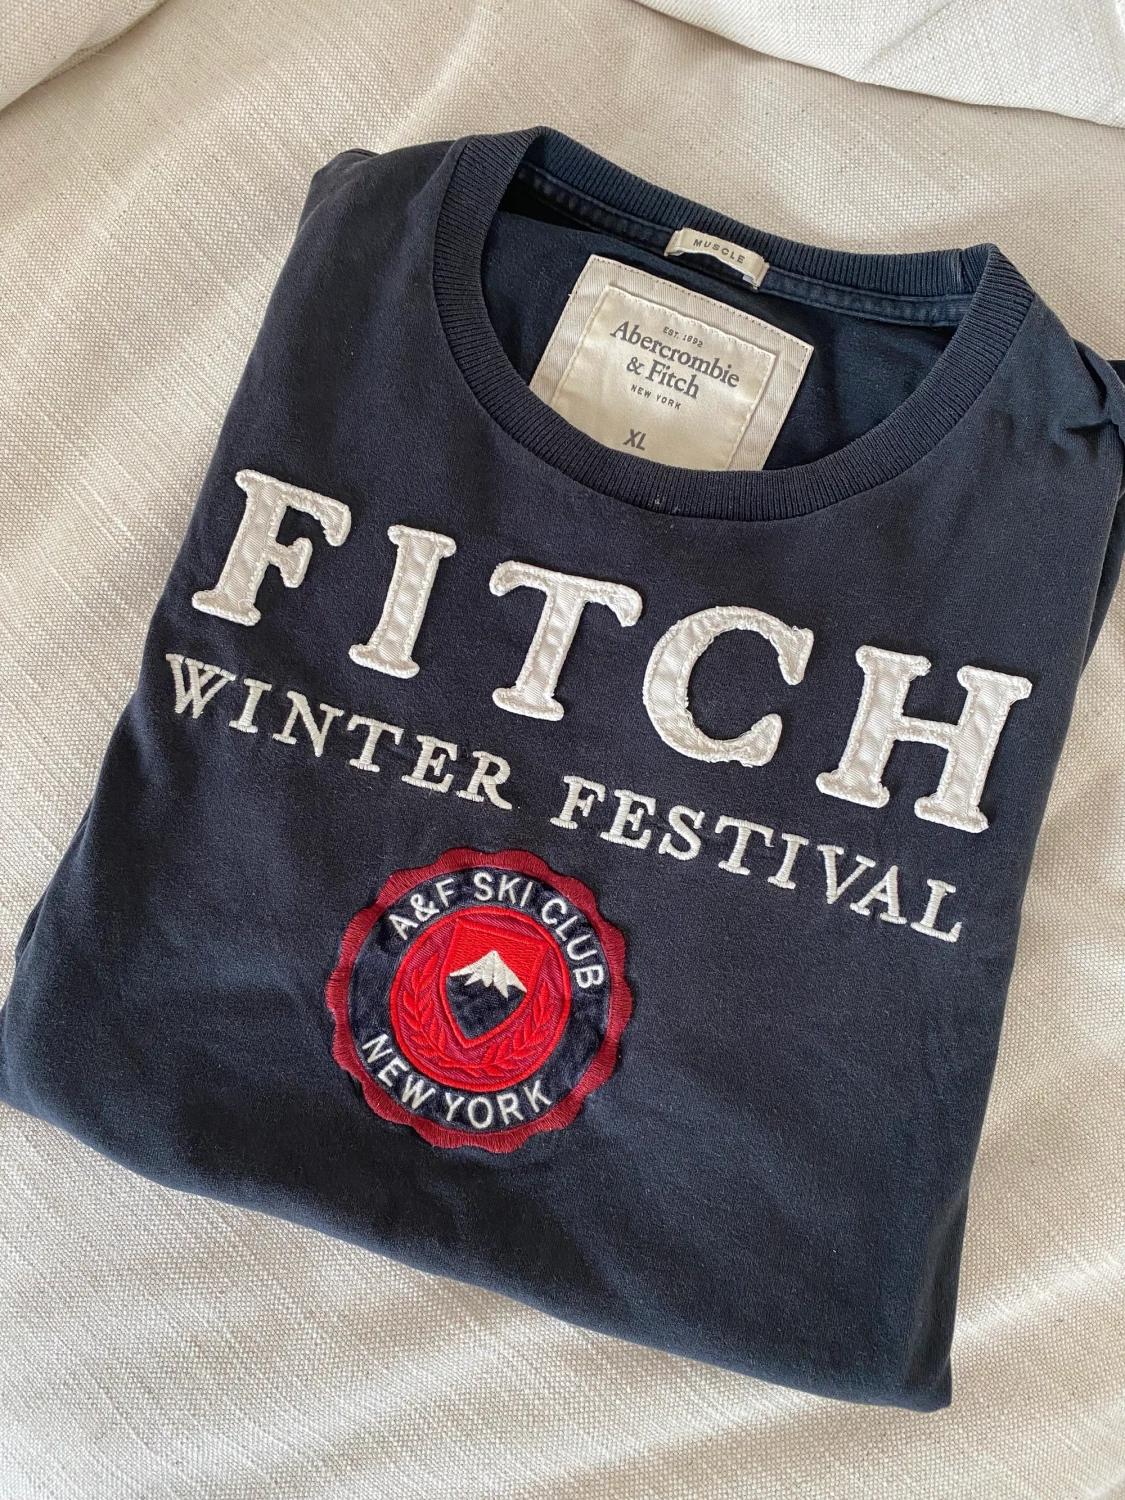 MUSCLE
EST. 1892
Abercrombie
& Fitch
NEW YORK
XL
FITCH
WINTER FESTIVAL
A&F SKI CLUB
NEW YORK